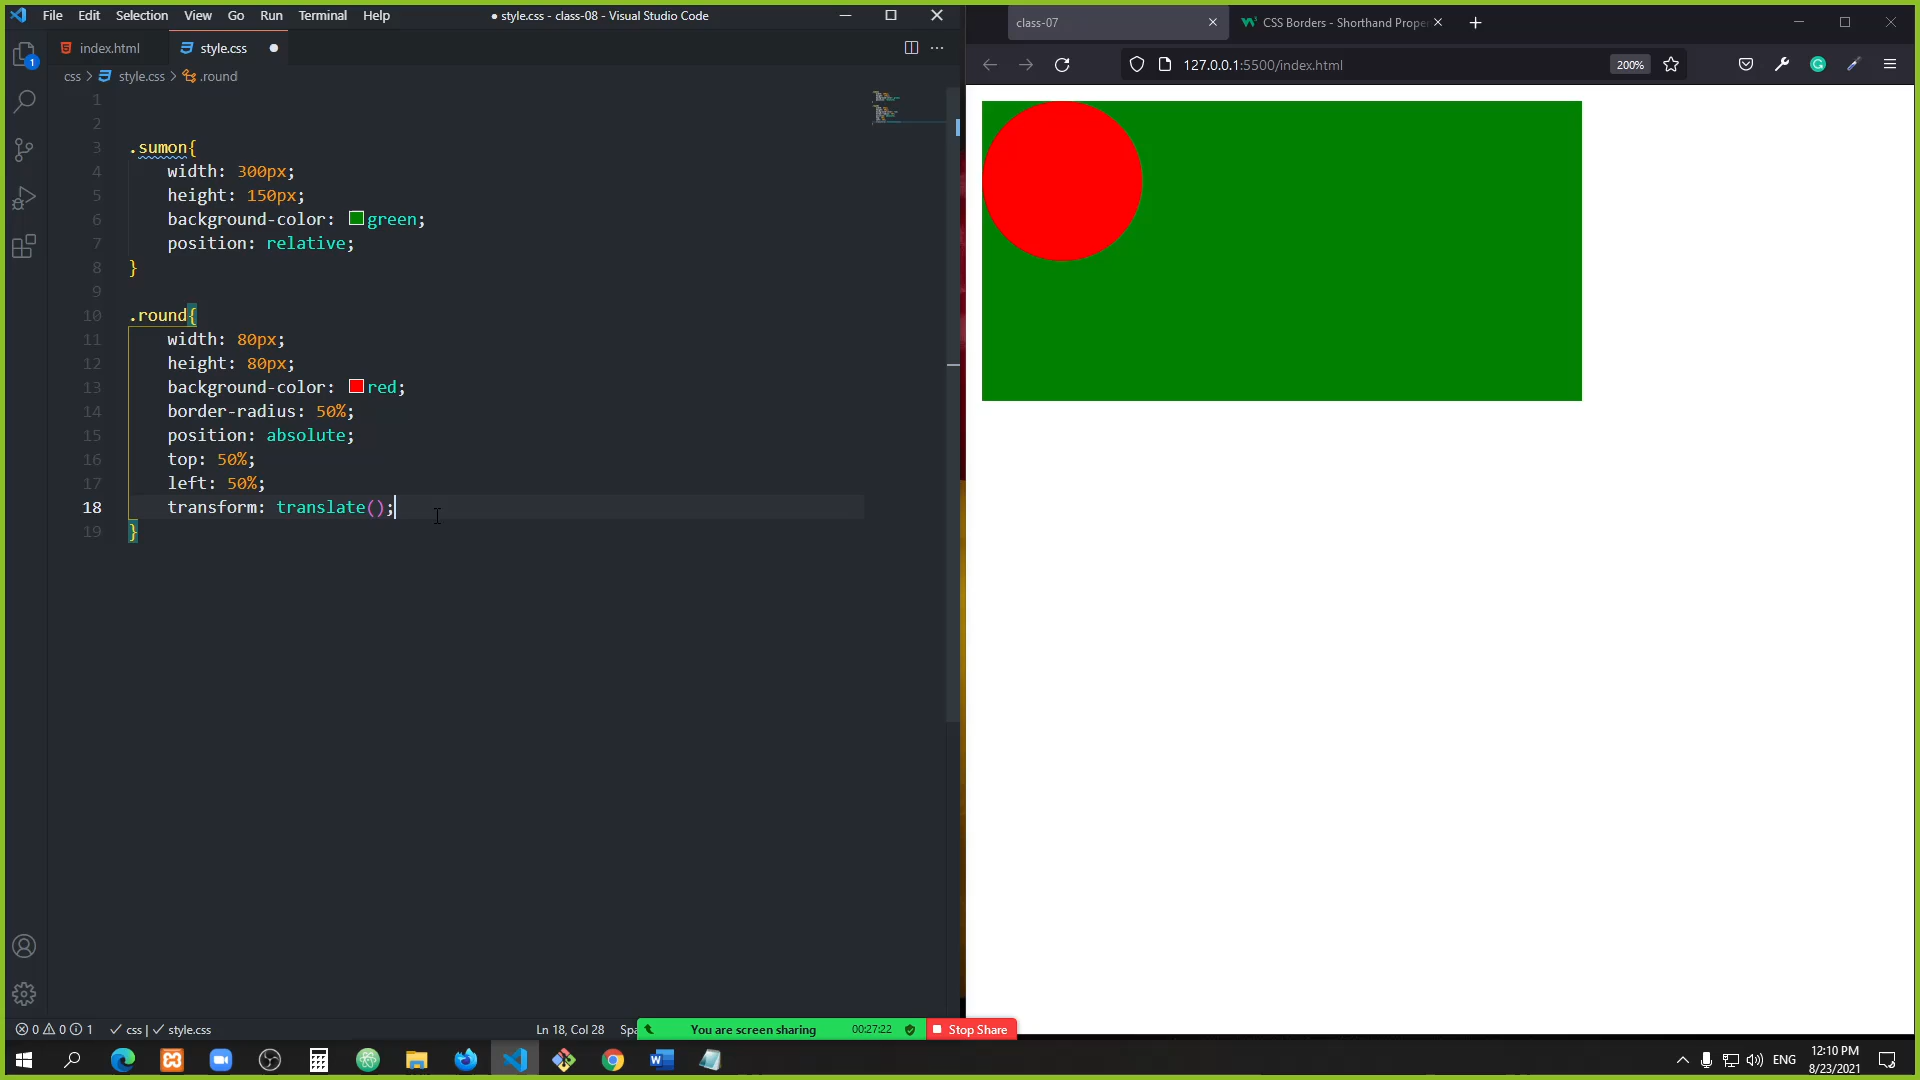 File Edit Selection View Go Run Terminal Help
● style.css - class-08 - Visual Studio Code
index.html
style.css
css > style.css > .round
1
2
3 .sumon{
4 width: 300px;
5 height: 150px;
6 background-color: green;
7 position: relative;
8 }
9
10 .round{
11 width: 80px;
12 height: 80px;
13 background-color: red;
14 border-radius: 50%;
15 position: absolute;
16 top: 50%;
17 left: 50%;
18 transform: translate();
19 }
1
0 0 1 css | style.css
Ln 18, Col 28 Spa
You are screen sharing 00:27:22 Stop Share
class-07
CSS Borders - Shorthand Prope
127.0.0.1:5500/index.html
200%
ENG
12:10 PM
8/23/2021